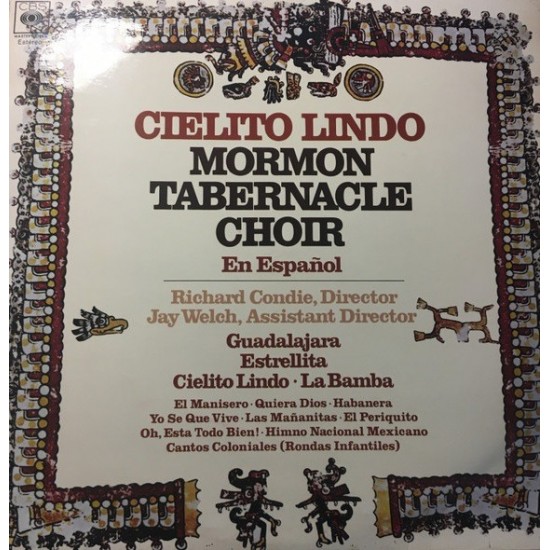 CBS
MASTERWORKS
Estereo
CIELITO LINDO
MORMON
TABERNACLE
CHOIR
En Español
Richard Condie, Director
Jay Welch, Assistant Director
Guadalajara
Estrellita
Cielito Lindo · La Bamba
El Manisero · Quiera Dios · Habanera
Yo Se Que Vive · Las Mañanitas · El Periquito
Oh, Esta Todo Bien! · Himno Nacional Mexicano
Cantos Coloniales (Rondas Infantiles)